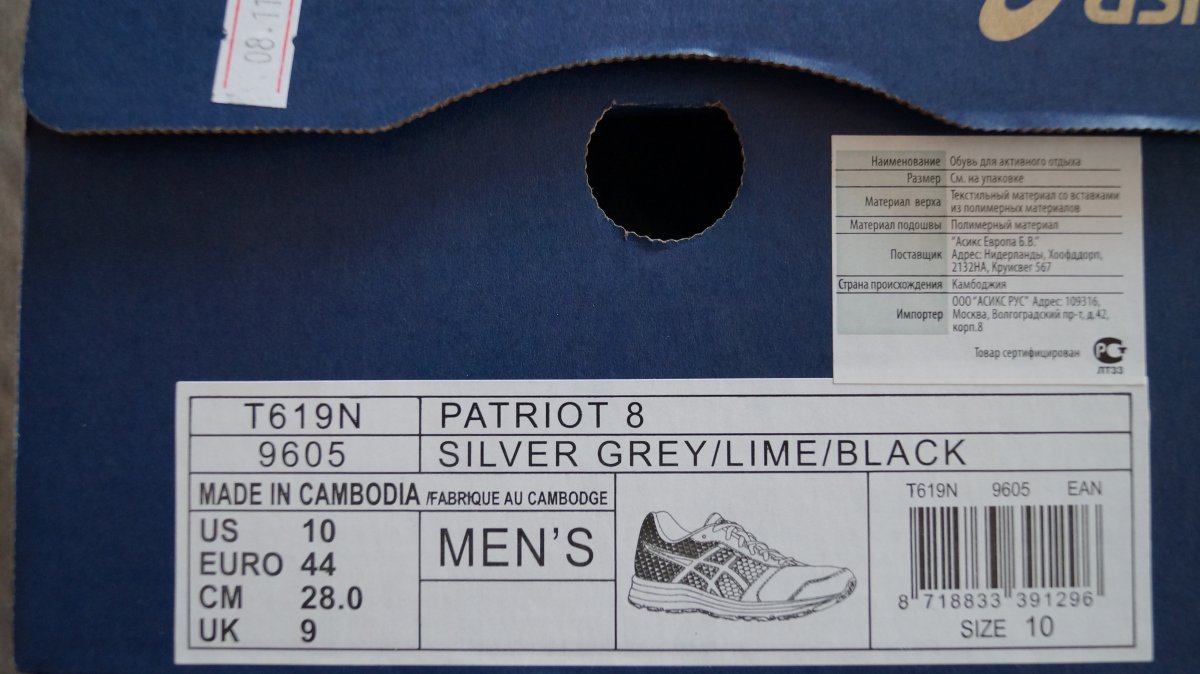 08.11
asi
Наименование Обувь для активного отдыха
Размер См. на упаковке
Материал верха Текстильный материал со вставками
из полимерных материалов
Материал подошвы Полимерный материал
Поставщик "Асикс Европа Б.В."
Адрес: Нидерланды, Хоофддорп,
2132HA, Круисвег 567
Страна происхождения Камбоджия
Импортер ООО "АСИКС РУС" Адрес: 109316,
Москва, Волгоградский пр-т, д.42,
корп.8
Товар сертифицирован
РСТ
ЛТ33
T619N PATRIOT 8
9605 SILVER GREY/LIME/BLACK
MADE IN CAMBODIA /FABRIQUE AU CAMBODGE
US 10
EURO 44
CM 28.0
UK 9
MEN'S
T619N 9605 EAN
8 718833 391296
SIZE 10